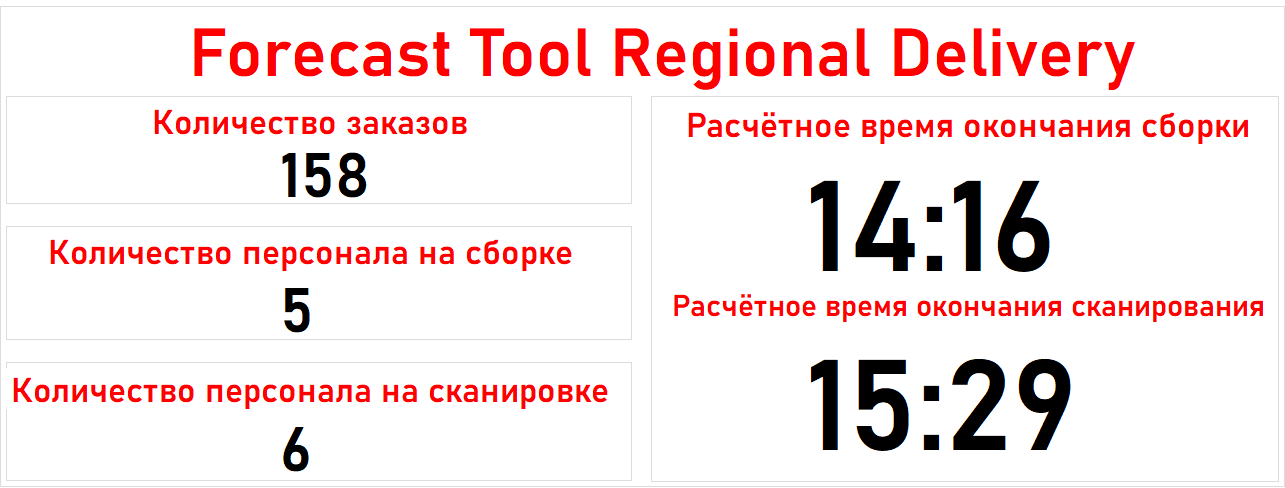 Forecast Tool Regional Delivery
Количество заказов
158
Количество персонала на сборке
5
Количество персонала на сканировке
6
Расчётное время окончания сборки
14:16
Расчётное время окончания сканирования
15:29